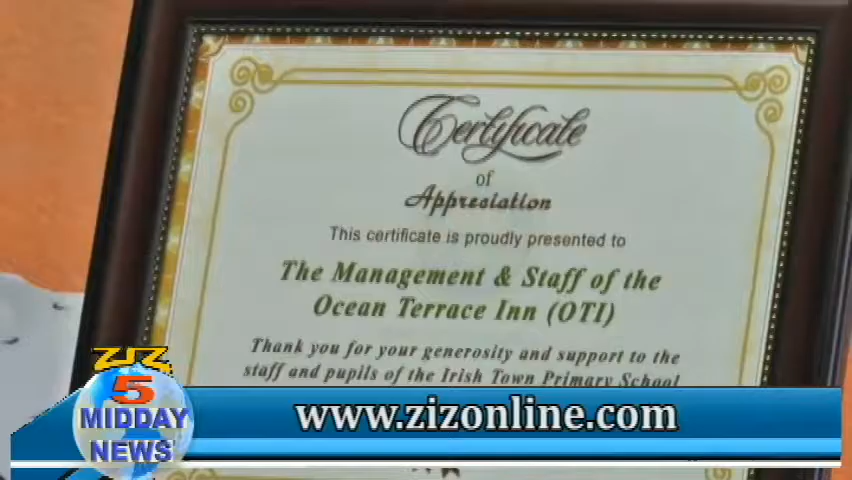 Certificate
of
Appreciation
This certificate is proudly presented to
The Management & Staff of the
Ocean Terrace Inn (OTI)
Thank you for your generosity and support to the
staff and pupils of the Irish Town Primary School
ZIZ
5
MIDDAY
NEWS
www.zizonline.com